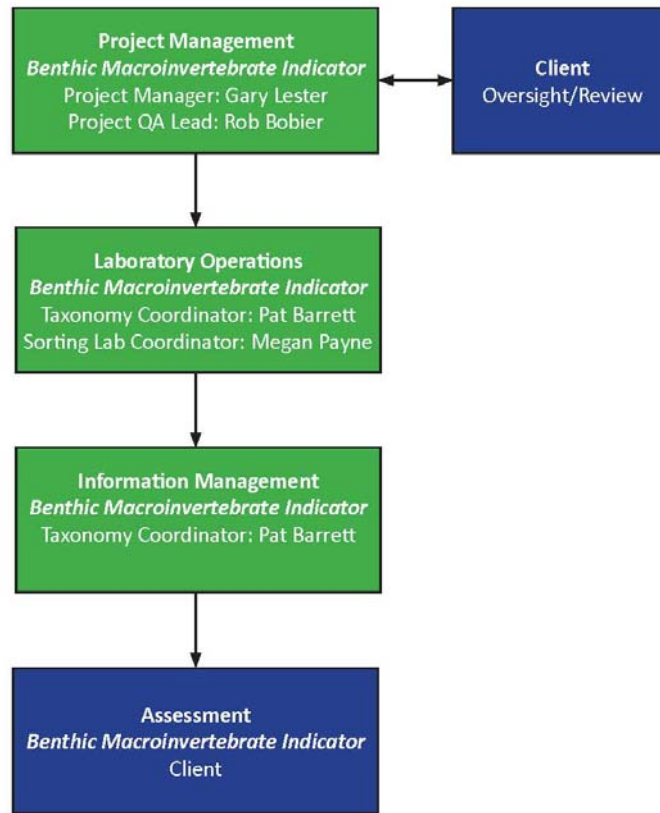 Project Management
Benthic Macroinvertebrate Indicator
Project Manager: Gary Lester
Project QA Lead: Rob Bobier
Client
Oversight/Review
Laboratory Operations
Benthic Macroinvertebrate Indicator
Taxonomy Coordinator: Pat Barrett
Sorting Lab Coordinator: Megan Payne
Information Management
Benthic Macroinvertebrate Indicator
Taxonomy Coordinator: Pat Barrett
Assessment
Benthic Macroinvertebrate Indicator
Client